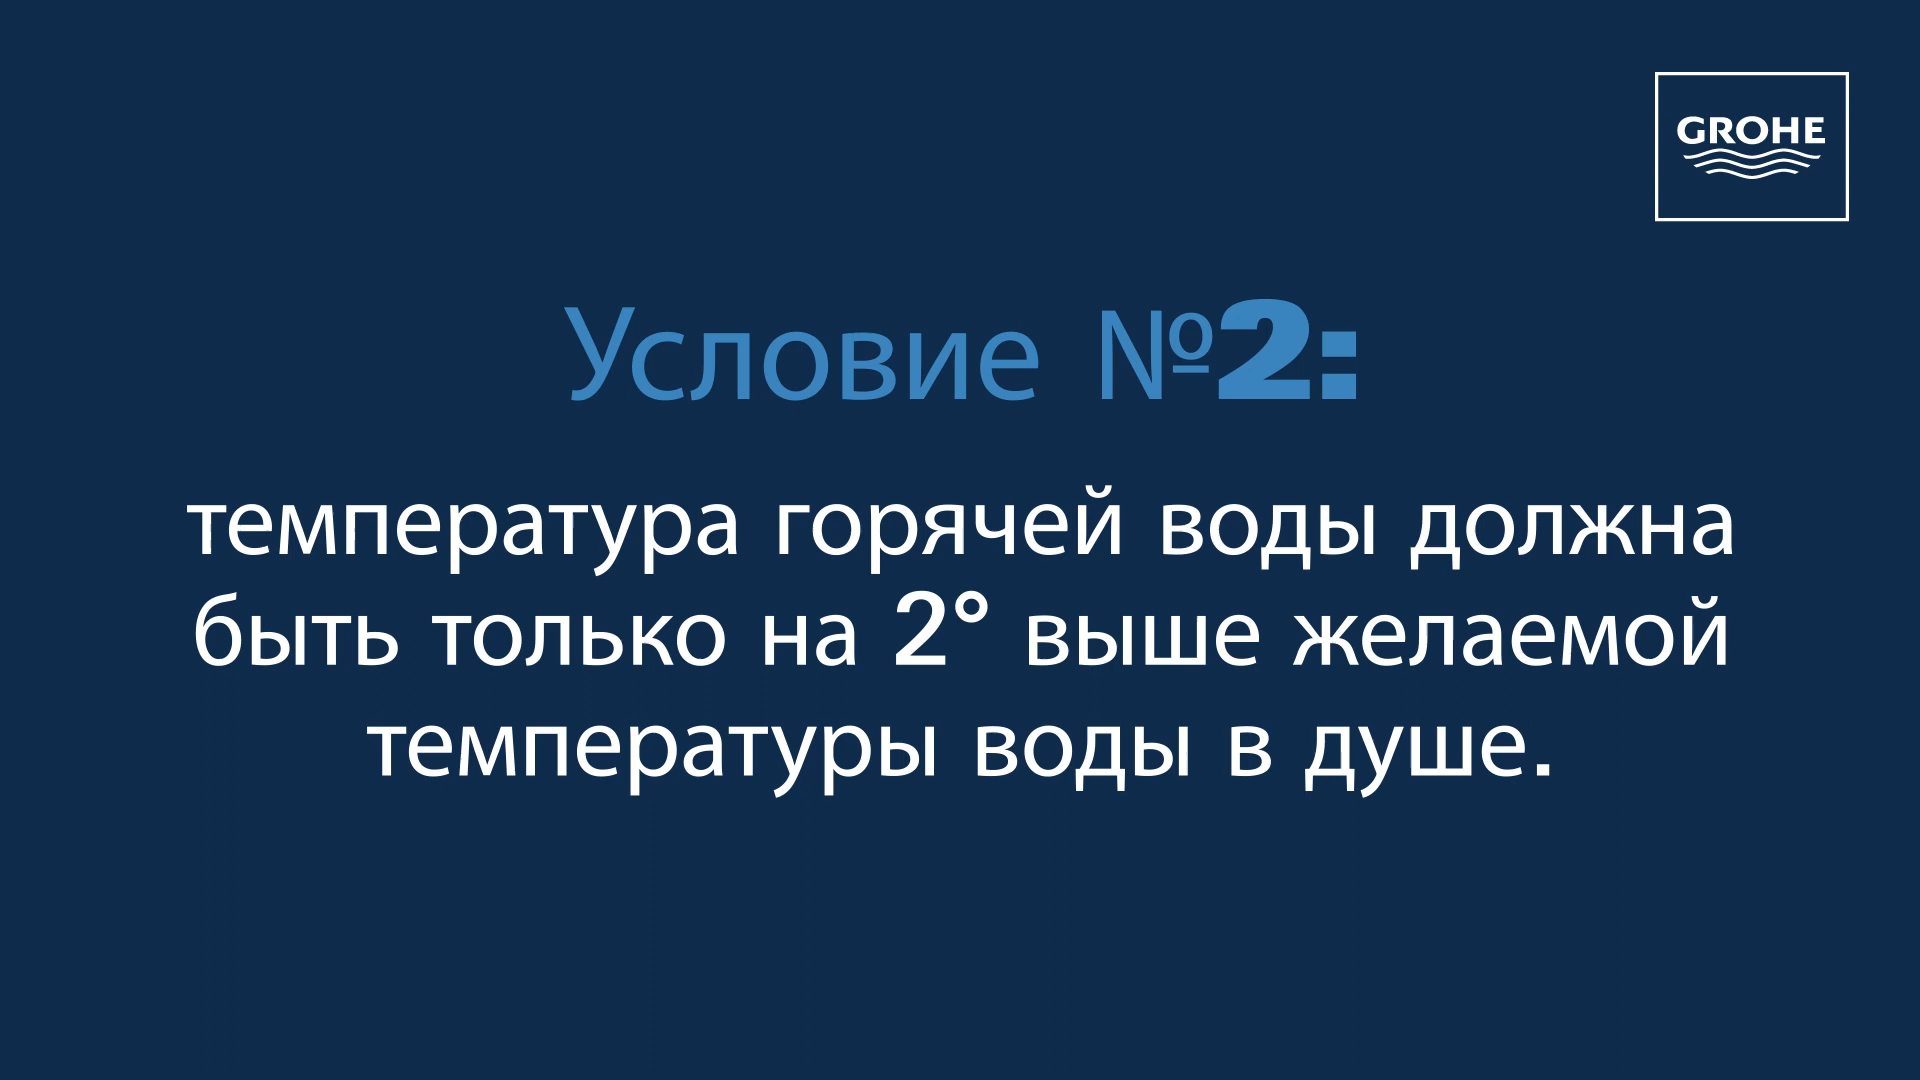 GROHE
Условие №2:
температура горячей воды должна
быть только на 2° выше желаемой
температуры воды в душе.